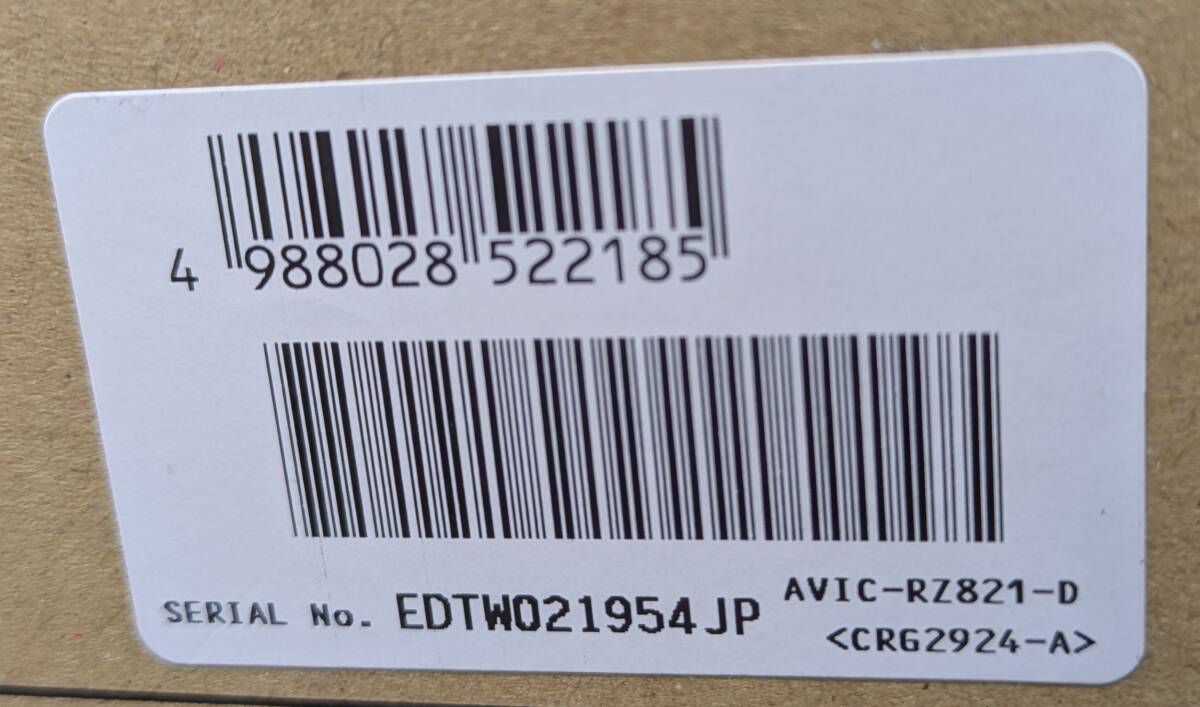 4 988028 522185
SERIAL No. EDTW021954JP
AVIC-RZ821-D
<CRG2924-A>